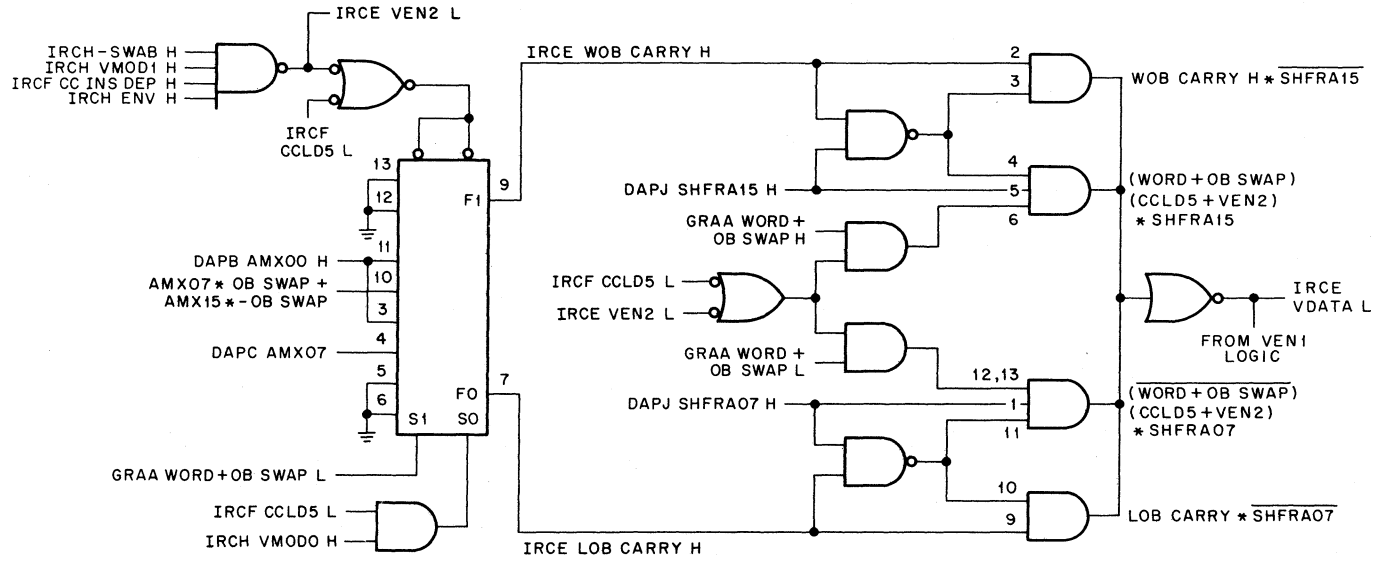 IRCE VEN2 L
IRCH-SWAB H
IRCH VMOD1 H
IRCF CC INS DEP H
IRCH ENV H
IRCF
CCLD5 L
IRCE WOB CARRY H
2
3
WOB CARRY H * SHFRA15
13
12
9
F1
4
5
6
DAPJ SHFRA15 H
(WORD+OB SWAP)
(CCLD5+VEN2)
* SHFRA15
GRAA WORD+
OB SWAP H
11
DAPB AMX00 H
10
AMX07* OB SWAP +
AMX15*-OB SWAP
3
IRCF CCLD5 L
IRCE VEN2 L
IRCE
VDATA L
FROM VEN1
LOGIC
4
DAPC AMX07
GRAA WORD +
OB SWAP L
5
6
7
F0
S1
S0
12,13
1
11
DAPJ SHFRA07 H
(WORD+OB SWAP)
(CCLD5+VEN2)
* SHFRA07
GRAA WORD+OB SWAP L
10
9
LOB CARRY * SHFRA07
IRCF CCLD5 L
IRCH VMOD0 H
IRCE LOB CARRY H